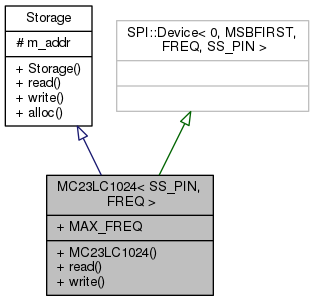 Storage
# m_addr
+ Storage()
+ read()
+ write()
+ alloc()
SPI::Device< 0, MSBFIRST,
FREQ, SS_PIN >
MC23LC1024< SS_PIN,
FREQ >
+ MAX_FREQ
+ MC23LC1024()
+ read()
+ write()